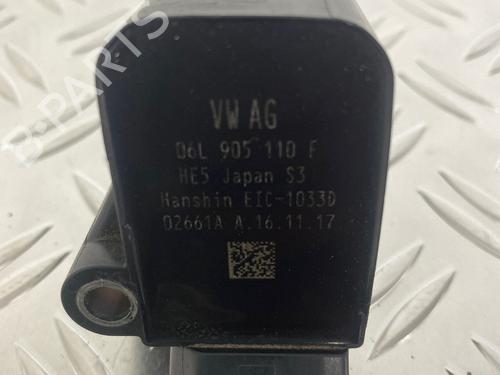 B-PARTS
VW AG
06L 905 110 F
HE5 Japan S3
Hanshin EIC-1033D
02661A A.16.11.17